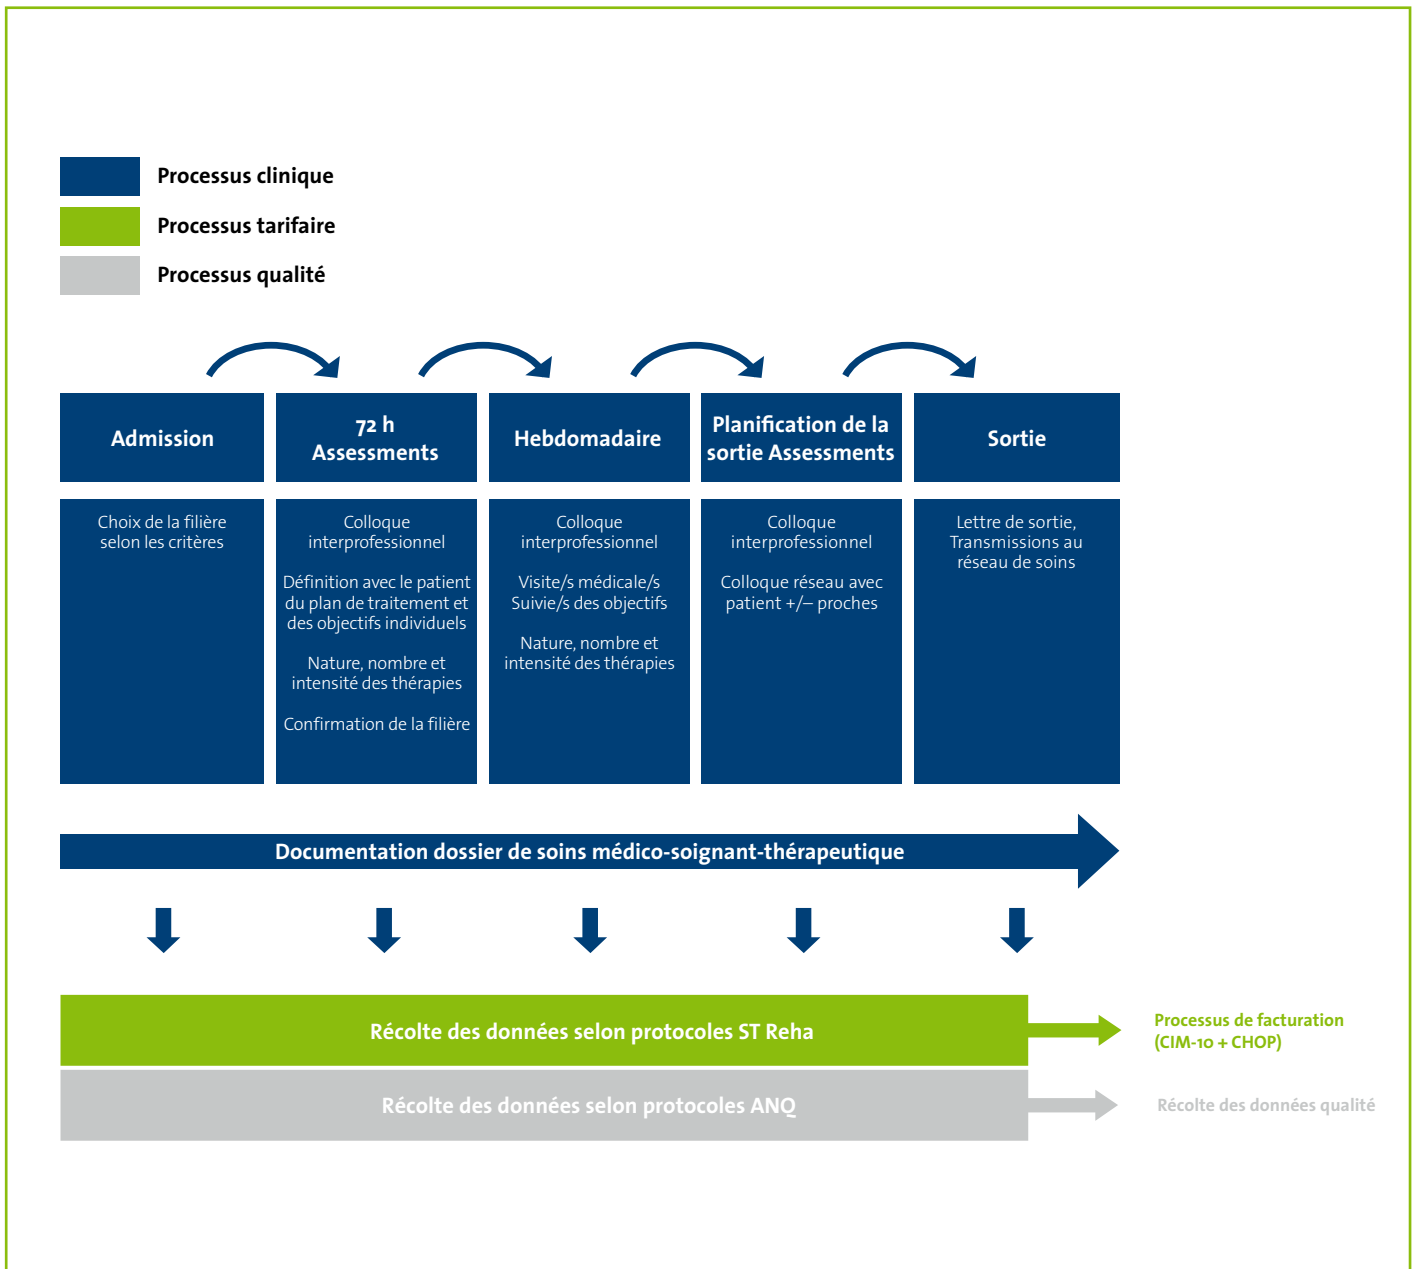 Processus clinique
Processus tarifaire
Processus qualité
Admission
72 h
Assessments
Hebdomadaire
Planification de la
sortie Assessments
Sortie
Choix de la filière
selon les critères
Colloque
interprofessionnel
Définition avec le patient
du plan de traitement et
des objectifs individuels
Nature, nombre et
intensité des thérapies
Confirmation de la filière
Colloque
interprofessionnel
Visite/s médicale/s
Suivie/s des objectifs
Nature, nombre et
intensité des thérapies
Colloque
interprofessionnel
Colloque réseau avec
patient +/– proches
Lettre de sortie,
Transmissions au
réseau de soins
Documentation dossier de soins médico-soignant-thérapeutique
Récolte des données selon protocoles ST Reha
Processus de facturation
(CIM-10 + CHOP)
Récolte des données selon protocoles ANQ
Récolte des données qualité